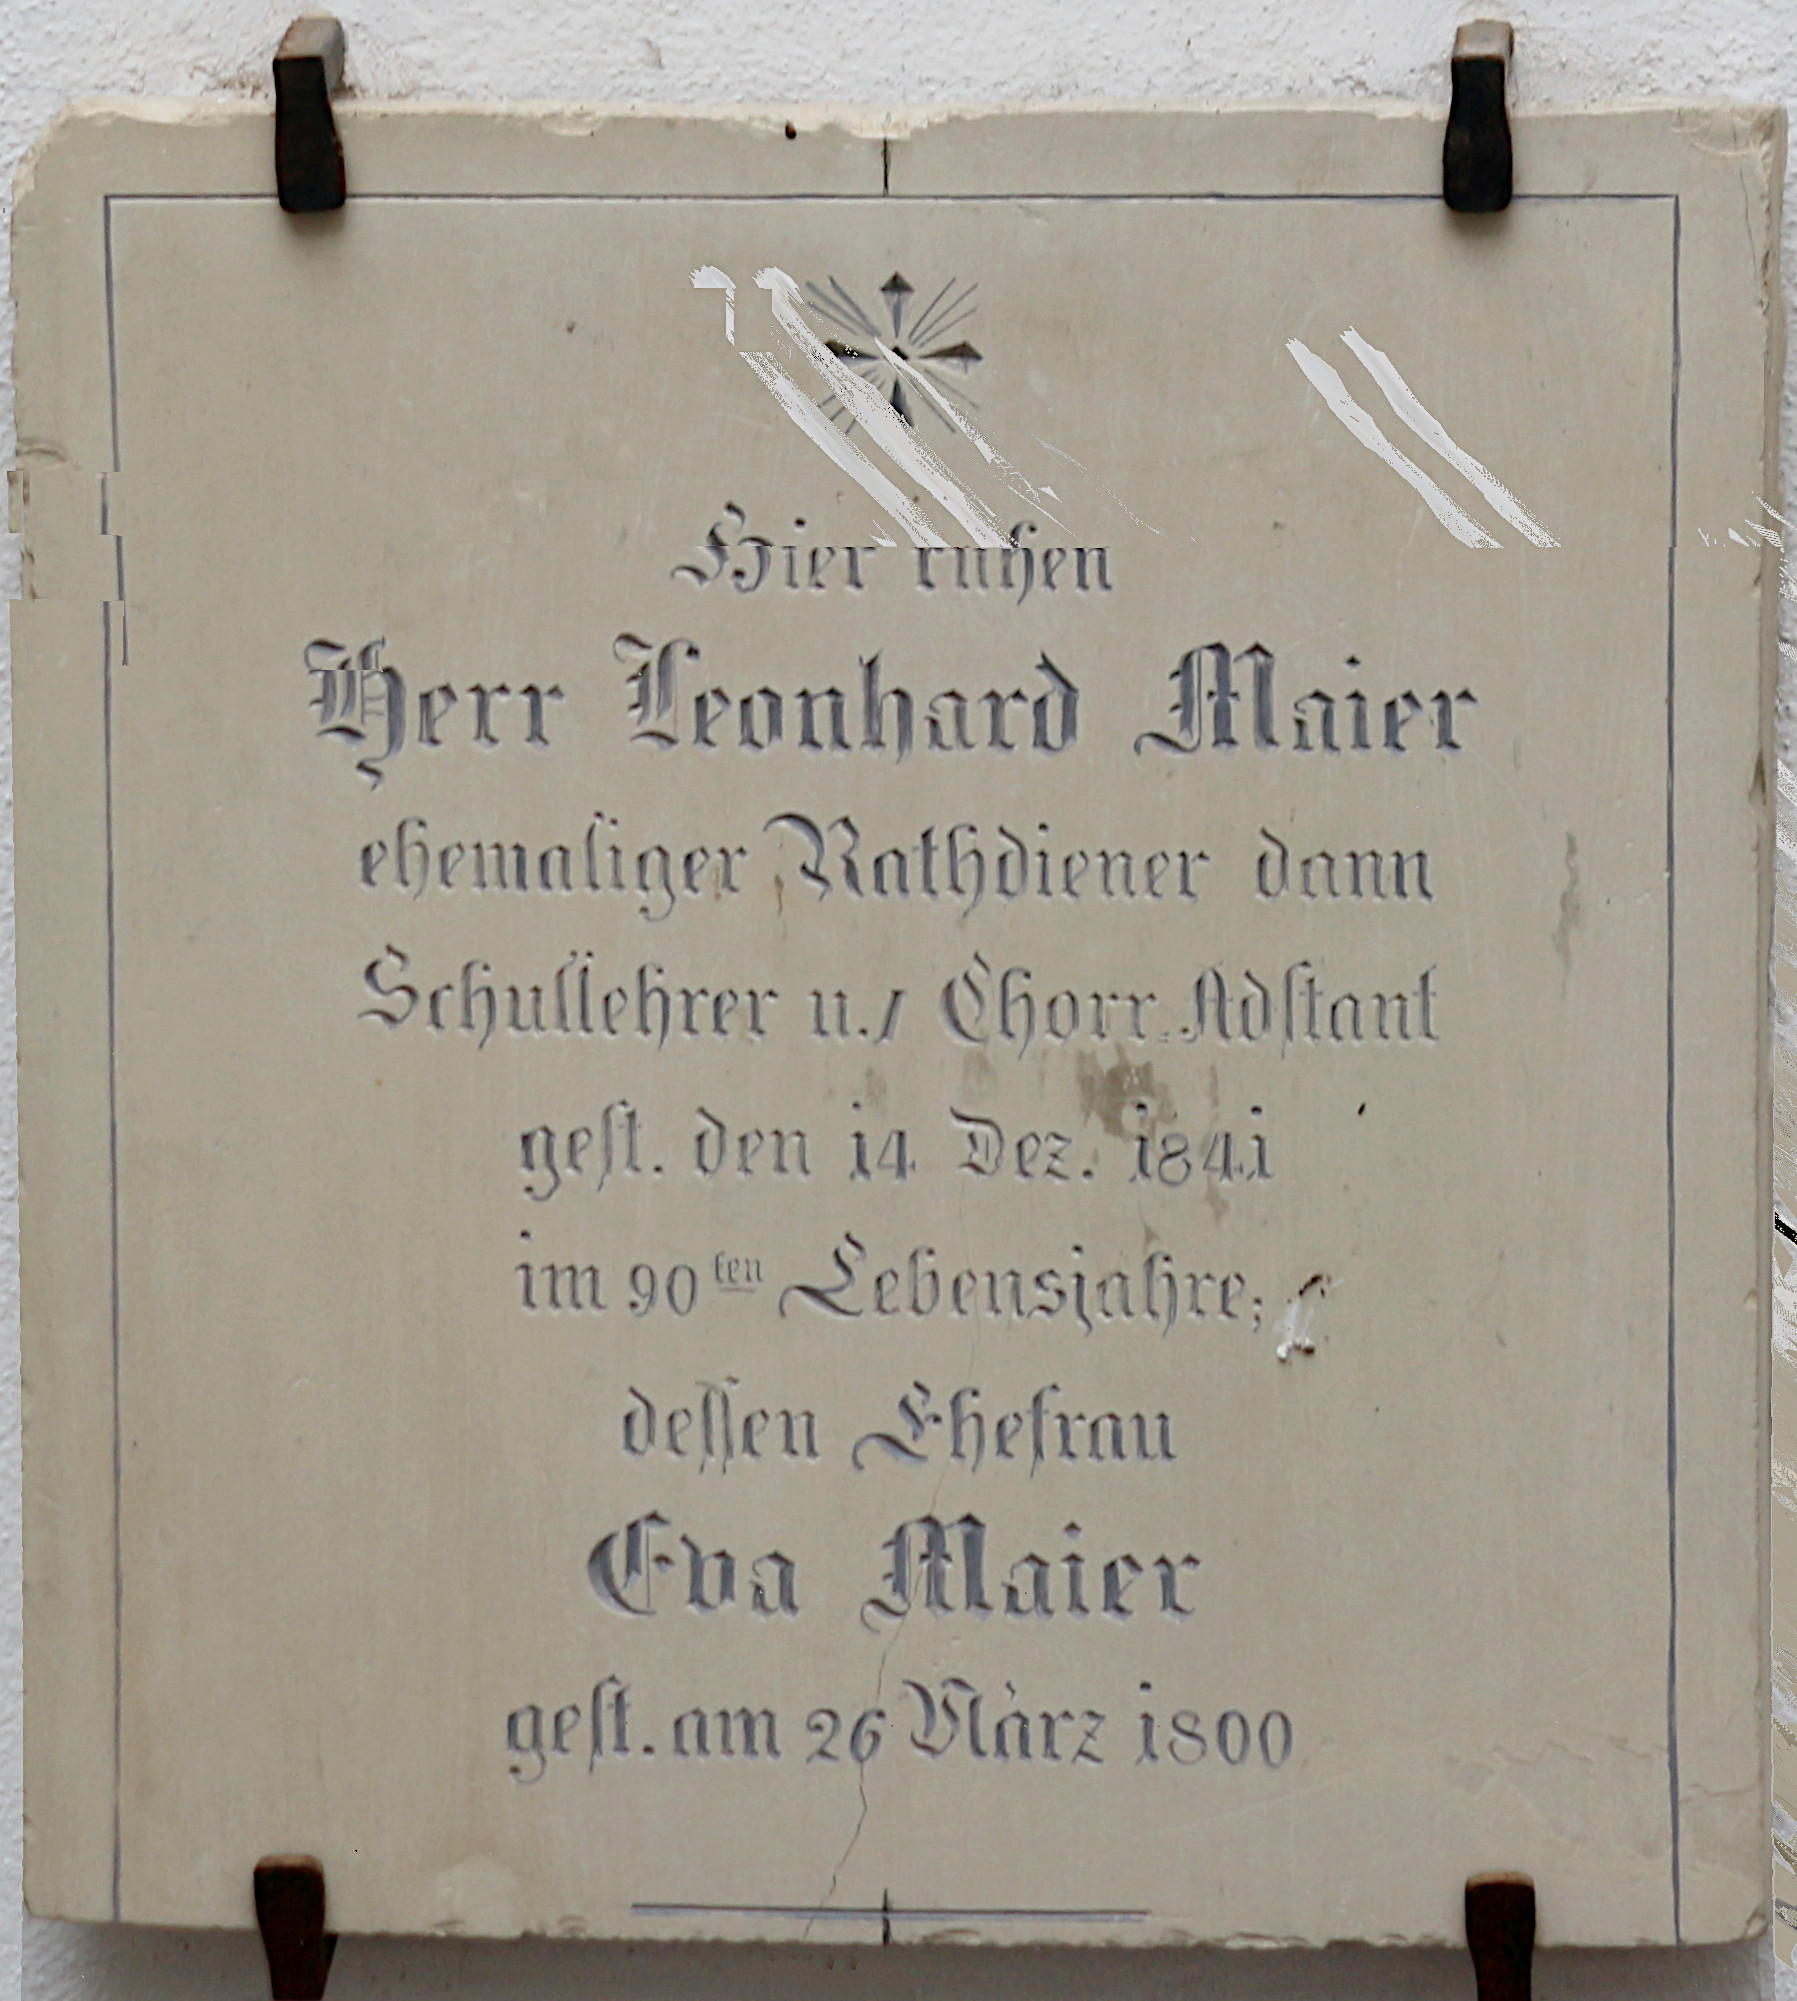 Hier ruhen
Herr Leonhard Maier
ehemaliger Rathdiener dann
Schullehrer u./ Chorr. Adstant
gest. den 14 Dez. 1841
im 90ten Lebensjahre;
dessen Ehefrau
Eva Maier
gest. am 26 März 1800